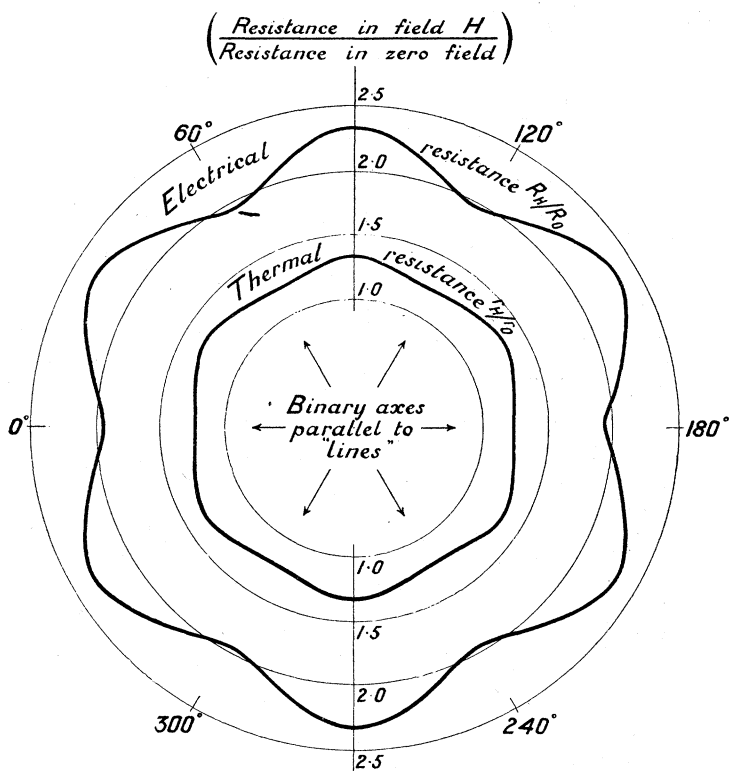 Resistance in field H
Resistance in zero field
2·5
60°
120°
Electrical
resistance R_H/R_0
2·0
1·5
Thermal
resistance r_H/r_0
1·0
Binary axes
parallel to
"lines"
0°
180°
1·0
1·5
2·0
300°
240°
2·5